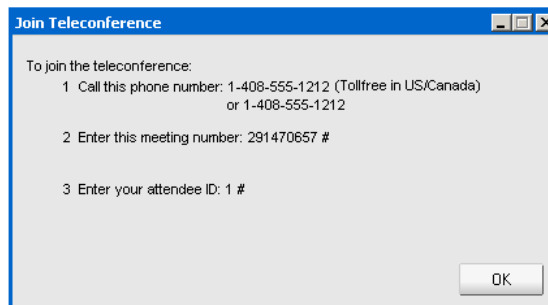 Join Teleconference
To join the teleconference:
1 Call this phone number: 1-408-555-1212 (Tollfree in US/Canada)
or 1-408-555-1212
2 Enter this meeting number: 291470657 #
3 Enter your attendee ID: 1 #
OK